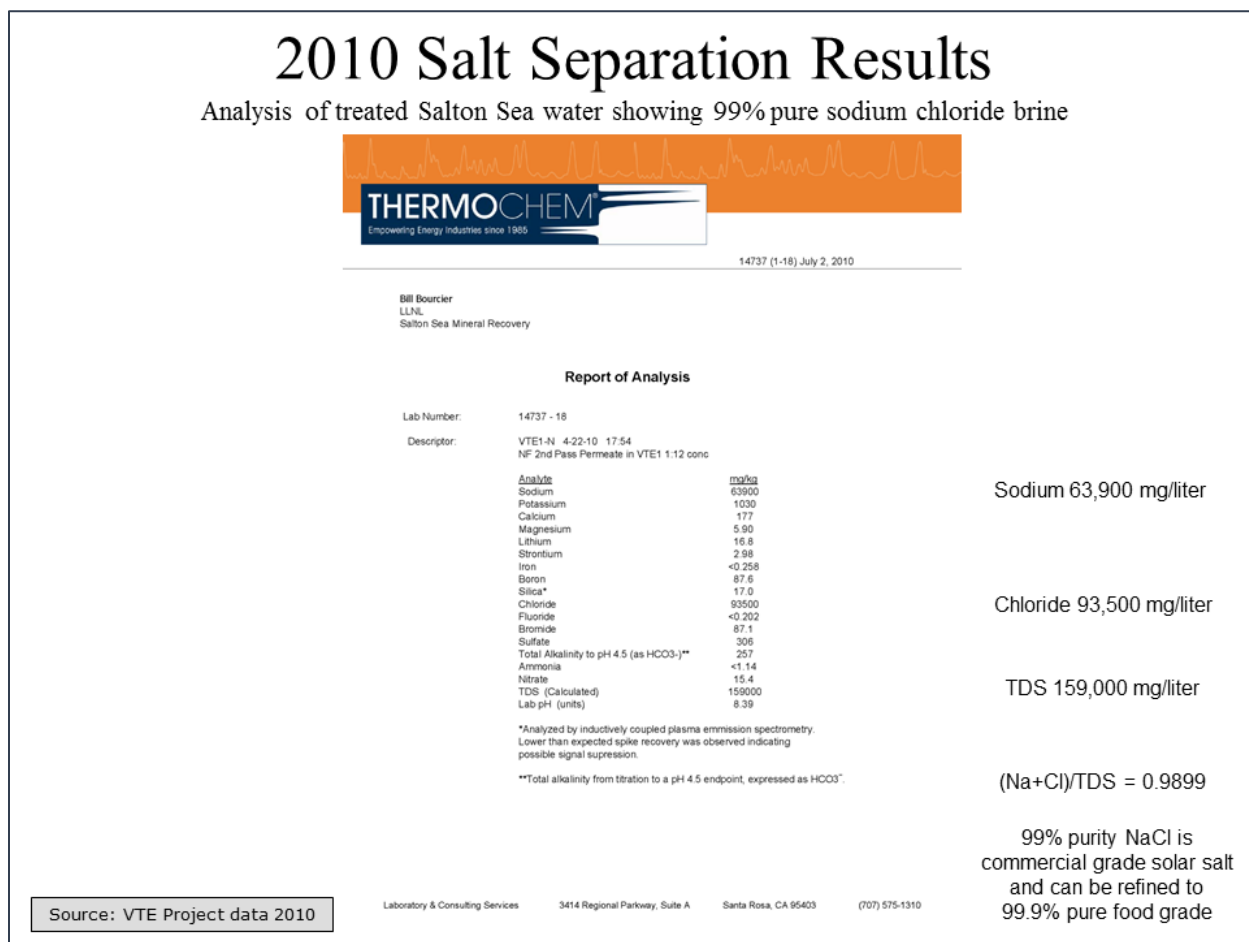 2010 Salt Separation Results
Analysis of treated Salton Sea water showing 99% pure sodium chloride brine
THERMOCHEM®
Empowering Energy Industries since 1985
14737 (1-18) July 2, 2010
Bill Bourcier
LLNL
Salton Sea Mineral Recovery
Report of Analysis
Lab Number: 14737 - 18
Descriptor: VTE1-N 4-22-10 17:54
NF 2nd Pass Permeate in VTE1 1:12 conc
Analyte mg/kg
Sodium 63900
Potassium 1030
Calcium 177
Magnesium 5.90
Lithium 16.8
Strontium 2.98
Iron <0.258
Boron 87.6
Silica* 17.0
Chloride 93500
Fluoride <0.202
Bromide 87.1
Sulfate 306
Total Alkalinity to pH 4.5 (as HCO3-)** 257
Ammonia <1.14
Nitrate 15.4
TDS (Calculated) 159000
Lab pH (units) 8.39
*Analyzed by inductively coupled plasma emmission spectrometry.
Lower than expected spike recovery was observed indicating
possible signal supression.
**Total alkalinity from titration to a pH 4.5 endpoint, expressed as HCO3-.
Sodium 63,900 mg/liter
Chloride 93,500 mg/liter
TDS 159,000 mg/liter
(Na+Cl)/TDS = 0.9899
99% purity NaCl is
commercial grade solar salt
and can be refined to
99.9% pure food grade
Source: VTE Project data 2010
Laboratory & Consulting Services 3414 Regional Parkway, Suite A Santa Rosa, CA 95403 (707) 575-1310